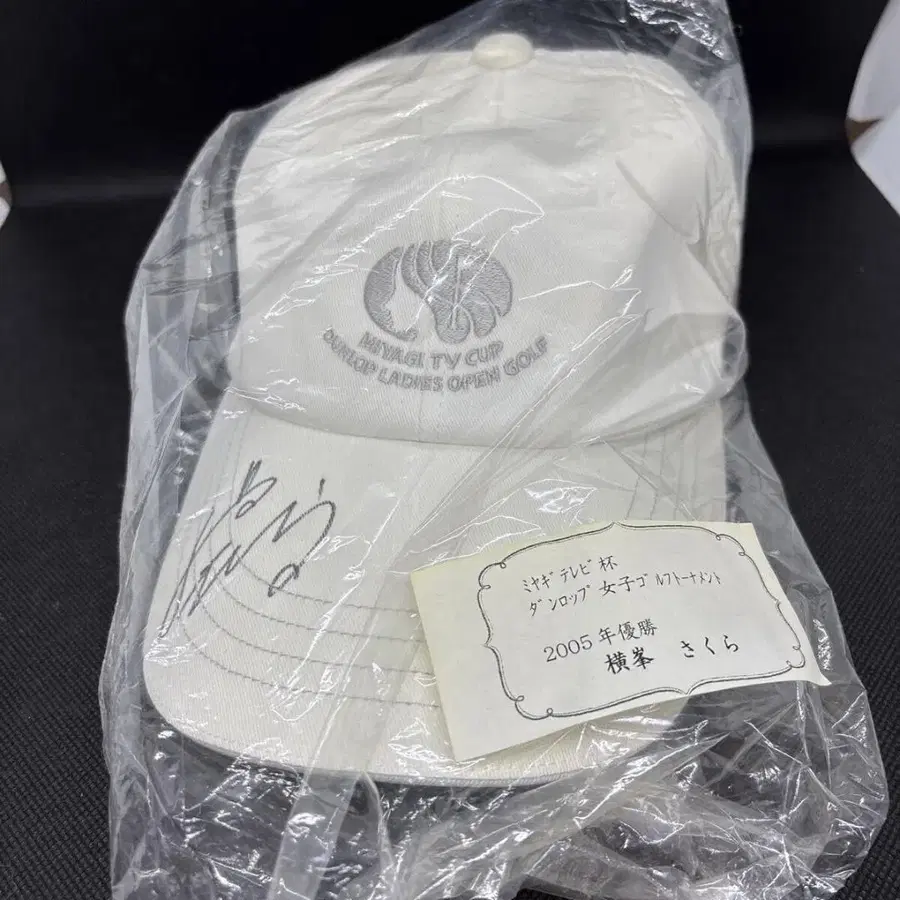 MIYAGI TV CUP
DUNLOP LADIES OPEN GOLF
ミヤギテレビ杯
ダンロップ女子ゴルフトーナメント
2005年優勝
横峯 さくら